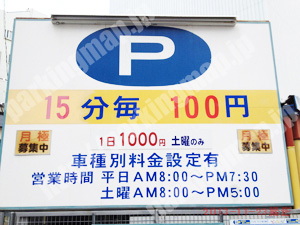 P
15分毎 100円
1日1000円 土曜のみ
月極
募集中
月極
募集中
車種別料金設定有
営業時間 平日AM8:00〜PM7:30
土曜AM8:00〜PM5:00